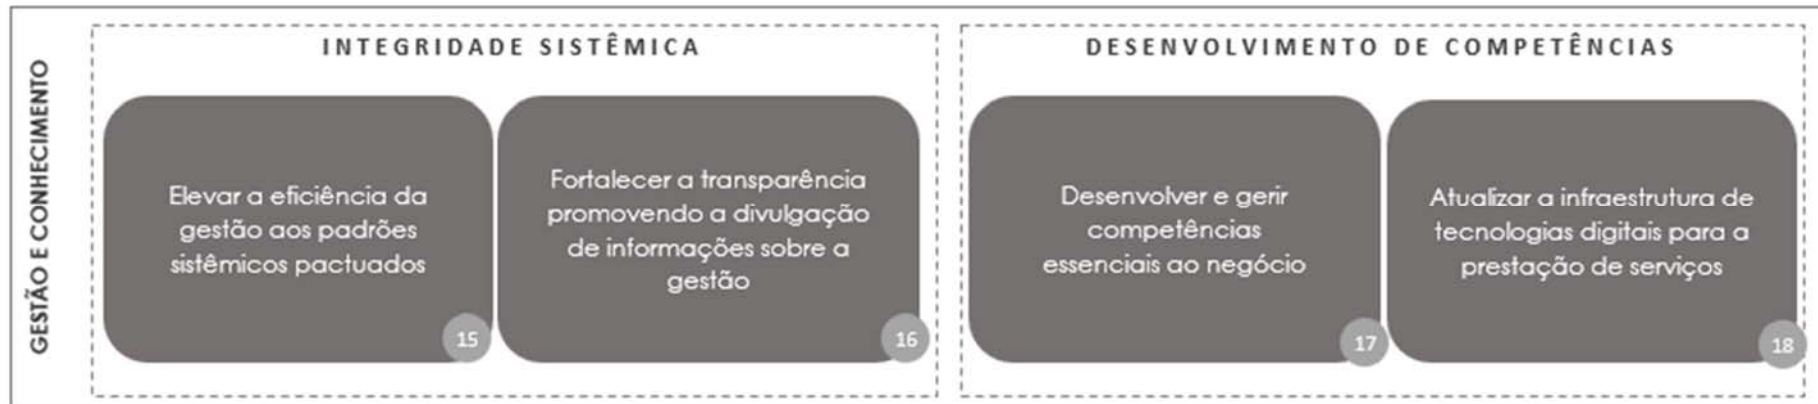 GESTÃO E CONHECIMENTO
INTEGRIDADE SISTÊMICA
Elevar a eficiência da
gestão aos padrões
sistêmicos pactuados
15
Fortalecer a transparência
promovendo a divulgação
de informações sobre a
gestão
16
DESENVOLVIMENTO DE COMPETÊNCIAS
Desenvolver e gerir
competências
essenciais ao negócio
17
Atualizar a infraestrutura de
tecnologias digitais para a
prestação de serviços
18